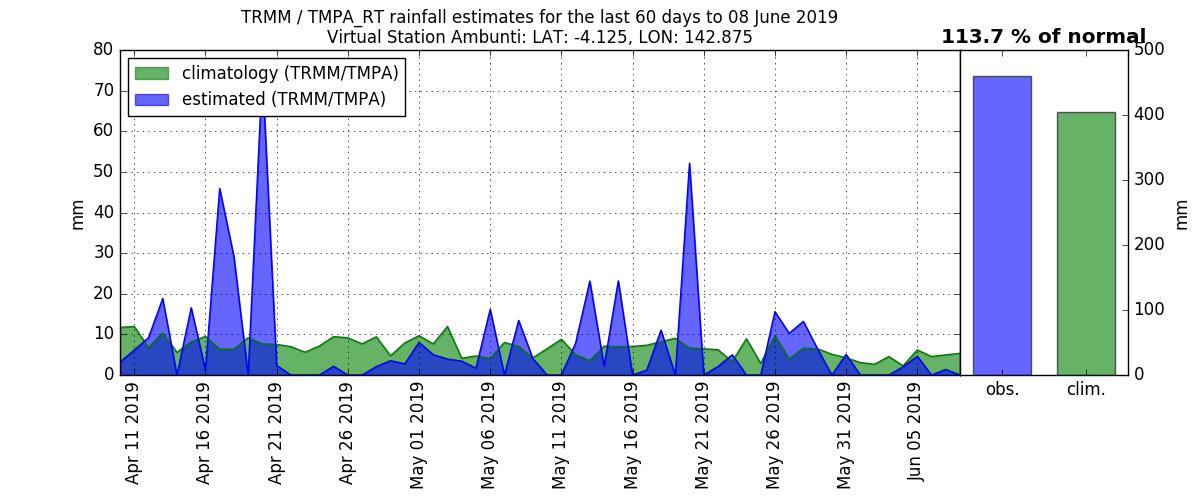 TRMM / TMPA_RT rainfall estimates for the last 60 days to 08 June 2019
Virtual Station Ambunti: LAT: -4.125, LON: 142.875
113.7 % of normal
climatology (TRMM/TMPA)
estimated (TRMM/TMPA)
80
70
60
50
40
30
20
10
0
mm
Apr 11 2019
Apr 16 2019
Apr 21 2019
Apr 26 2019
May 01 2019
May 06 2019
May 11 2019
May 16 2019
May 21 2019
May 26 2019
May 31 2019
Jun 05 2019
obs.
clim.
500
400
300
200
100
0
mm